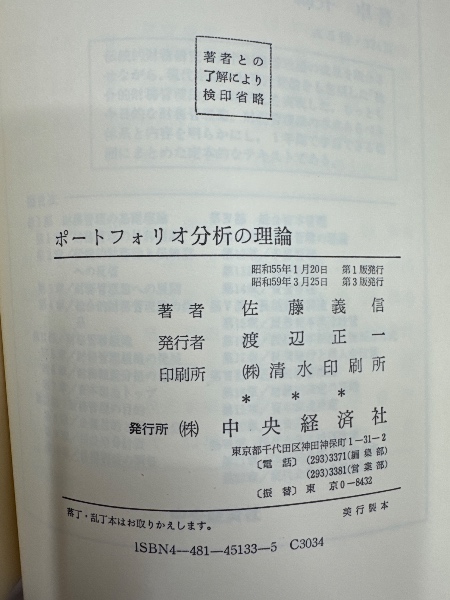 著者との
了解により
検印省略
ポートフォリオ分析の理論
昭和55年1月20日 第1版発行
昭和59年3月25日 第3版発行
著者 佐藤義信
発行者 渡辺正一
印刷所 ㈱清水印刷所
* * *
発行所 ㈱ 中央経済社
東京都千代田区神田神保町1-31-2
〔電話〕(293)3371(編集部)
(293)3381(営業部)
〔振替〕東京0-8432
落丁・乱丁本はお取りかえします。 美行製本
ISBN4—481—45133—5 C3034